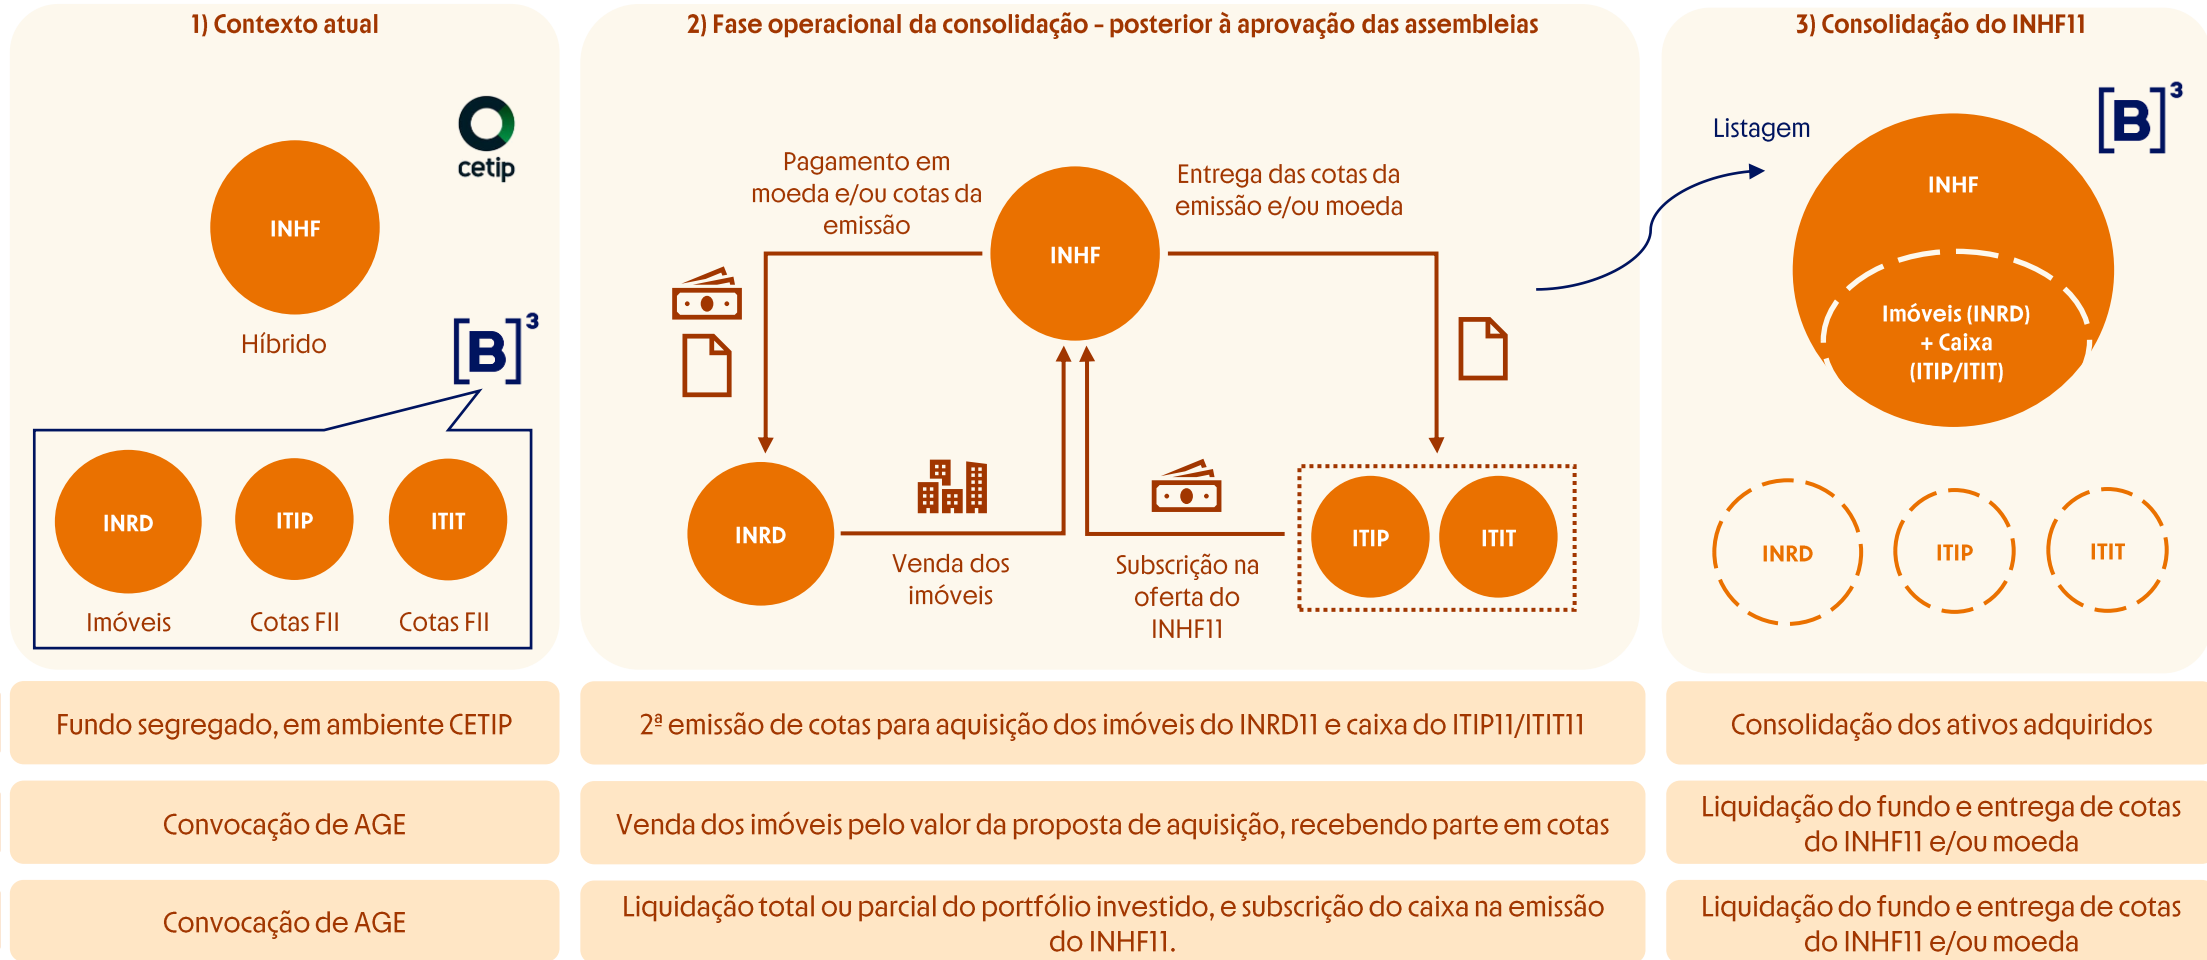 1) Contexto atual
cetip
INHF
Híbrido
[B]³
INRD
ITIP
ITIT
Imóveis
Cotas FII
Cotas FII
2) Fase operacional da consolidação - posterior à aprovação das assembleias
Pagamento em
moeda e/ou cotas da
emissão
INHF
Entrega das cotas da
emissão e/ou moeda
INRD
Venda dos
imóveis
Subscrição na
oferta do
INHF11
ITIP
ITIT
3) Consolidação do INHF11
[B]³
Listagem
INHF
Imóveis (INRD)
+ Caixa
(ITIP/ITIT)
INRD
ITIP
ITIT
Fundo segregado, em ambiente CETIP
2ª emissão de cotas para aquisição dos imóveis do INRD11 e caixa do ITIP11/ITIT11
Consolidação dos ativos adquiridos
Convocação de AGE
Venda dos imóveis pelo valor da proposta de aquisição, recebendo parte em cotas
Liquidação do fundo e entrega de cotas
do INHF11 e/ou moeda
Convocação de AGE
Liquidação total ou parcial do portfólio investido, e subscrição do caixa na emissão
do INHF11.
Liquidação do fundo e entrega de cotas
do INHF11 e/ou moeda